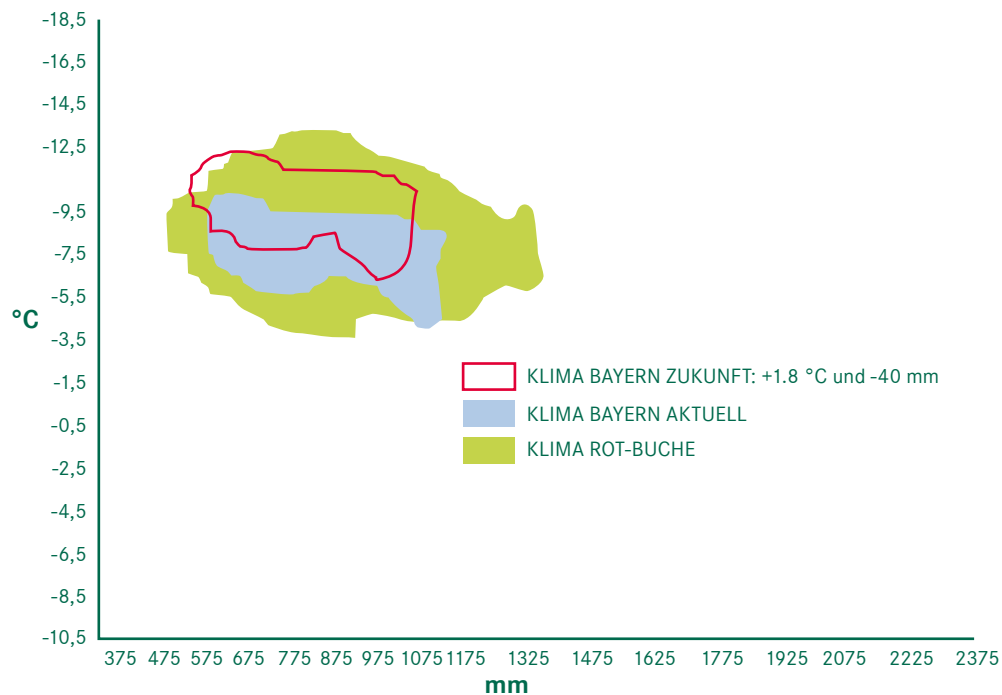 -18,5
-16,5
-14,5
-12,5
-9,5
-7,5
-5,5
°C
-3,5
-1,5
-0,5
-2,5
-4,5
-6,5
-8,5
-10,5
KLIMA BAYERN ZUKUNFT: +1.8 °C und -40 mm
KLIMA BAYERN AKTUELL
KLIMA ROT-BUCHE
375 475 575 675 775 875 975 1075 1175 1325 1475 1625 1775 1925 2075 2225 2375
mm